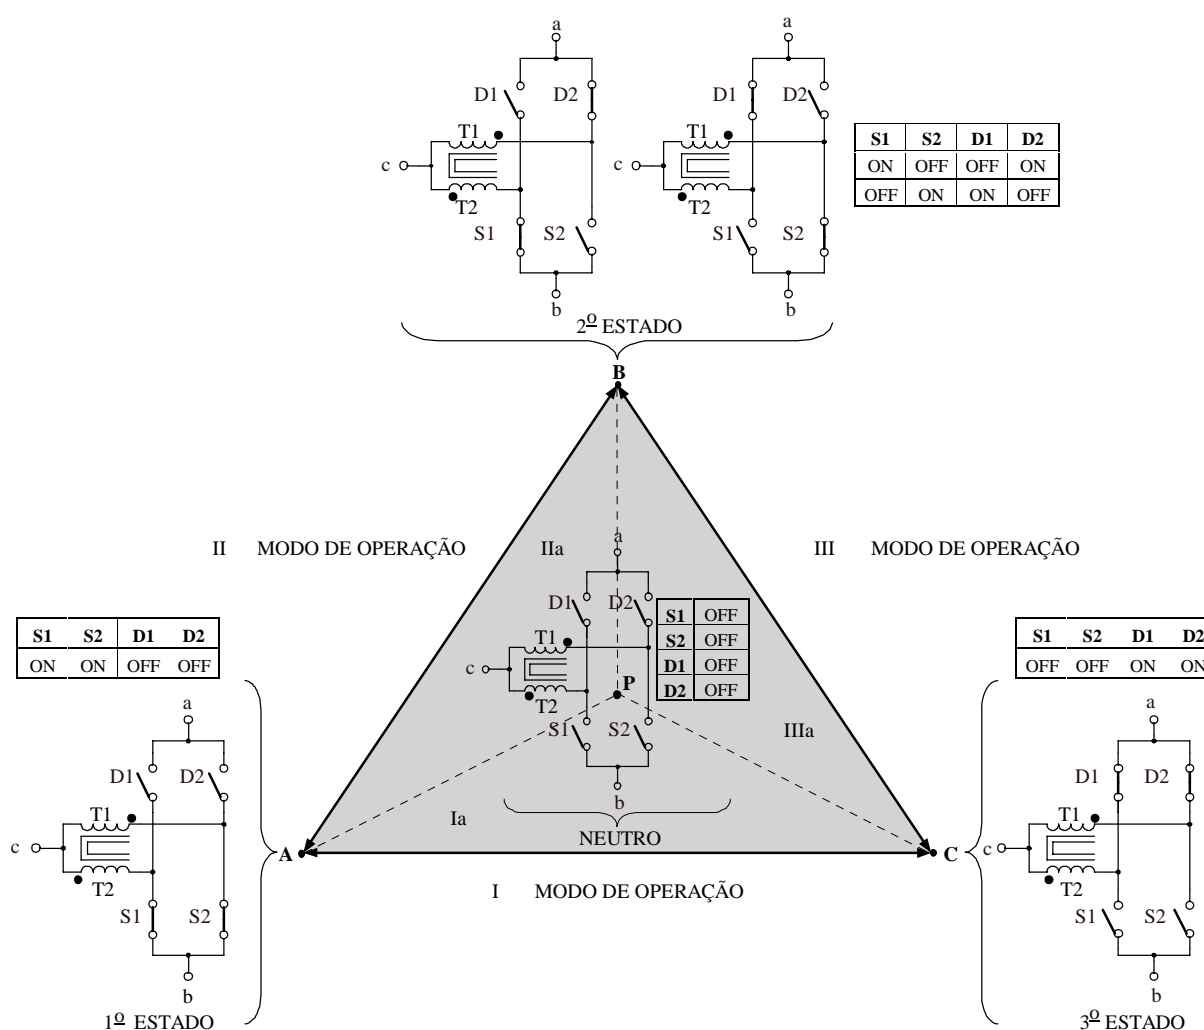 a
a
D1
D2
D1
D2
T1
T1
c
c
T2
T2
S1
S2
S1
S2
b
b
S1 S2 D1 D2
ON OFF OFF ON
OFF ON ON OFF
2º ESTADO
B
II MODO DE OPERAÇÃO
IIa
III MODO DE OPERAÇÃO
a
D1
D2
T1
c
T2
P
S1
S2
b
S1 OFF
S2 OFF
D1 OFF
D2 OFF
IIIa
Ia
NEUTRO
A
C
I MODO DE OPERAÇÃO
S1 S2 D1 D2
ON ON OFF OFF
a
D1
D2
T1
c
T2
S1
S2
b
1º ESTADO
S1 S2 D1 D2
OFF OFF ON ON
a
D1
D2
T1
c
T2
S1
S2
b
3º ESTADO